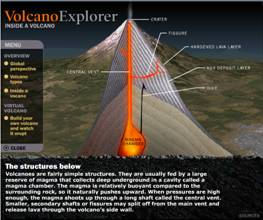 VolcanoExplorer
INSIDE A VOLCANO
MENU
OVERVIEW
Global
perspective
Volcano
types
Inside a
volcano
VIRTUAL
VOLCANO
Build your
own volcano
and watch
it erupt
CLOSE
CRATER
FISSURE
HARDENED LAVA LAYER
ASH DEPOSIT LAYER
DIKE
CENTRAL VENT
MAGMA
CHAMBER
The structures below
Volcanoes are fairly simple structures. They are usually fed by a large
reserve of magma that collects deep underground in a cavity called a
magma chamber. The magma is relatively buoyant compared to the
surrounding rock, so it naturally pushes upward. When pressures are high
enough, the magma shoots up through a long shaft called the central vent.
Smaller, secondary shafts or fissures may split off from the main vent and
release lava through the volcano's side wall.
SOURCES